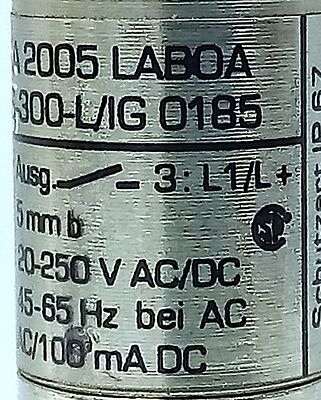 A 2005 LABOA
-300-L/IG 0185
Ausg. - 3: L1/L +
5 mm b
20-250 V AC/DC
45-65 Hz bei AC
AC/100 mA DC
Schutzart IP 67